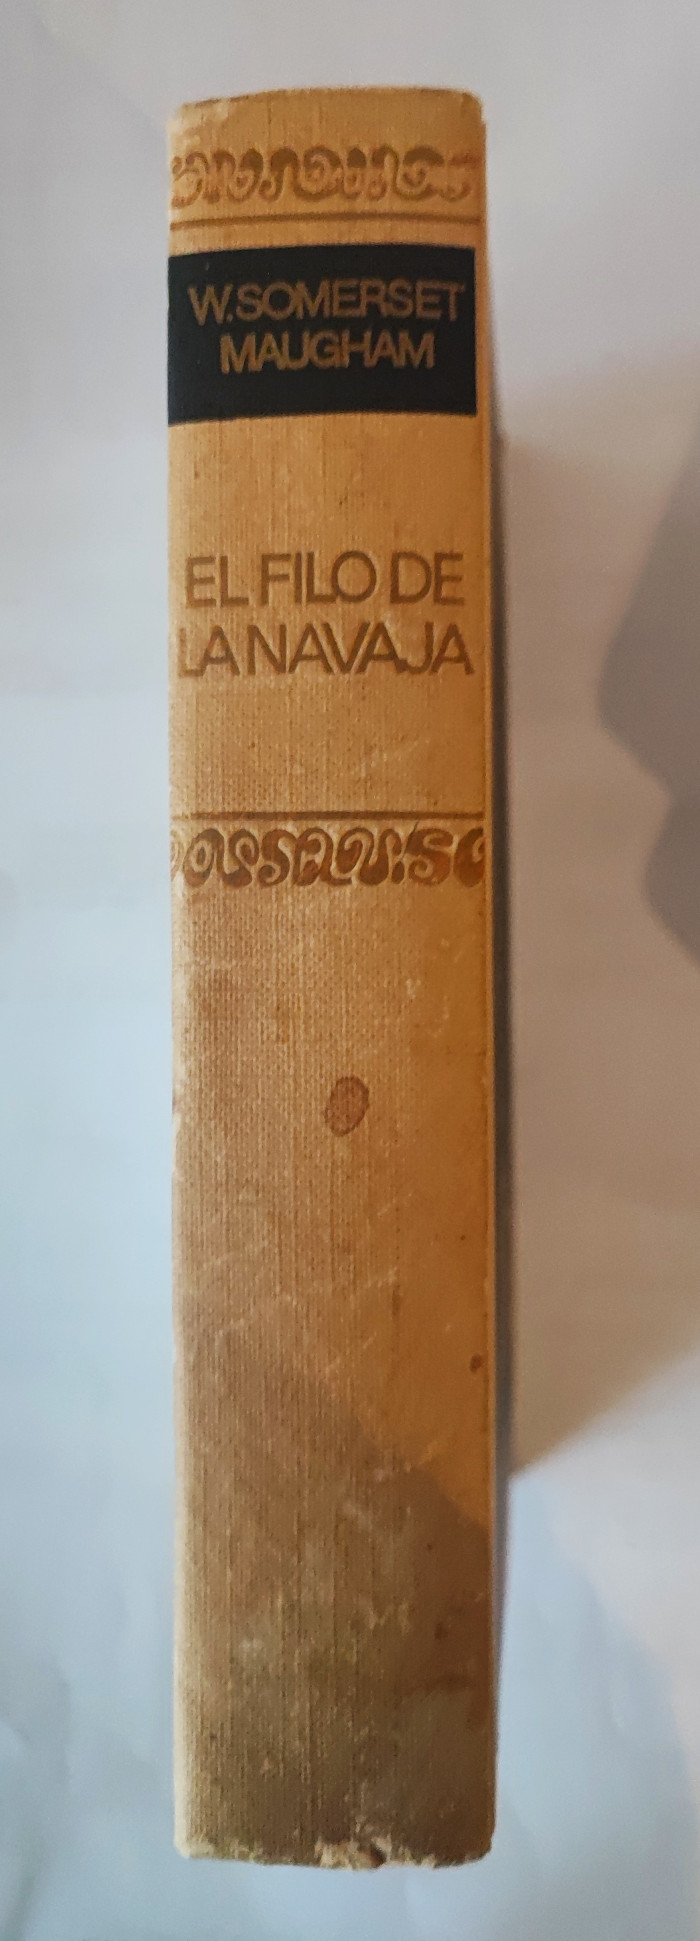 W.SOMERSET
MAUGHAM
EL FILO DE
LA NAVAJA